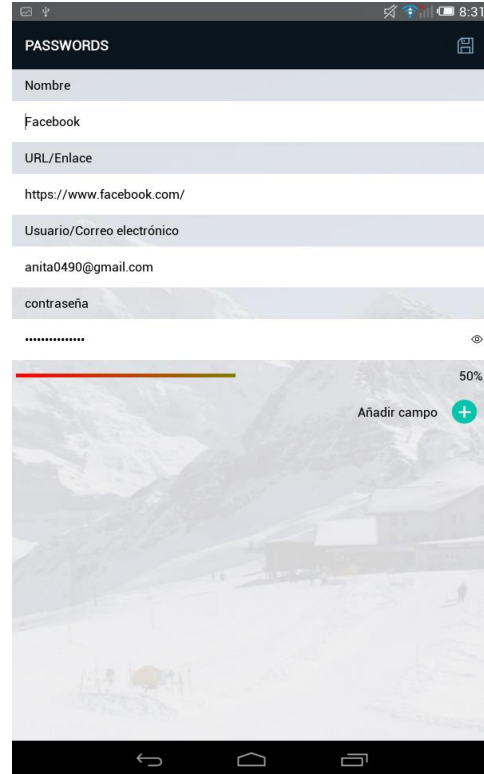 8:31
PASSWORDS
Nombre
Facebook
URL/Enlace
https://www.facebook.com/
Usuario/Correo electrónico
anita0490@gmail.com
contraseña
•••••••••••••••
50%
Añadir campo